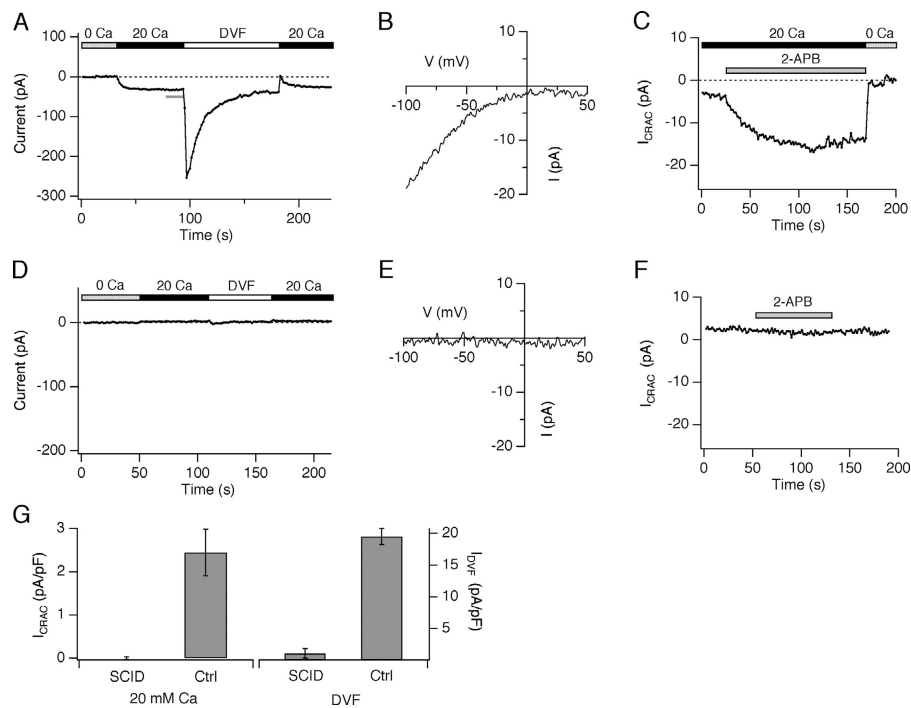 A
0 Ca 20 Ca DVF 20 Ca
100
0
-100
-200
-300
Current (pA)
0 100 200
Time (s)
B
10
V (mV)
-100 -50 50
-10
-20
I (pA)
C
20 Ca 0 Ca
2-APB
10
0
-10
-20
I_CRAC (pA)
0 50 100 150 200
Time (s)
D
0 Ca 20 Ca DVF 20 Ca
0
-100
-200
Current (pA)
0 50 100 150 200
Time (s)
E
10
V (mV)
-100 -50 50
-10
-20
I (pA)
F
2-APB
10
0
-10
-20
I_CRAC (pA)
0 50 100 150 200
Time (s)
G
3
2
1
0
I_CRAC (pA/pF)
20
15
10
5
I_DVF (pA/pF)
SCID Ctrl SCID Ctrl
20 mM Ca DVF